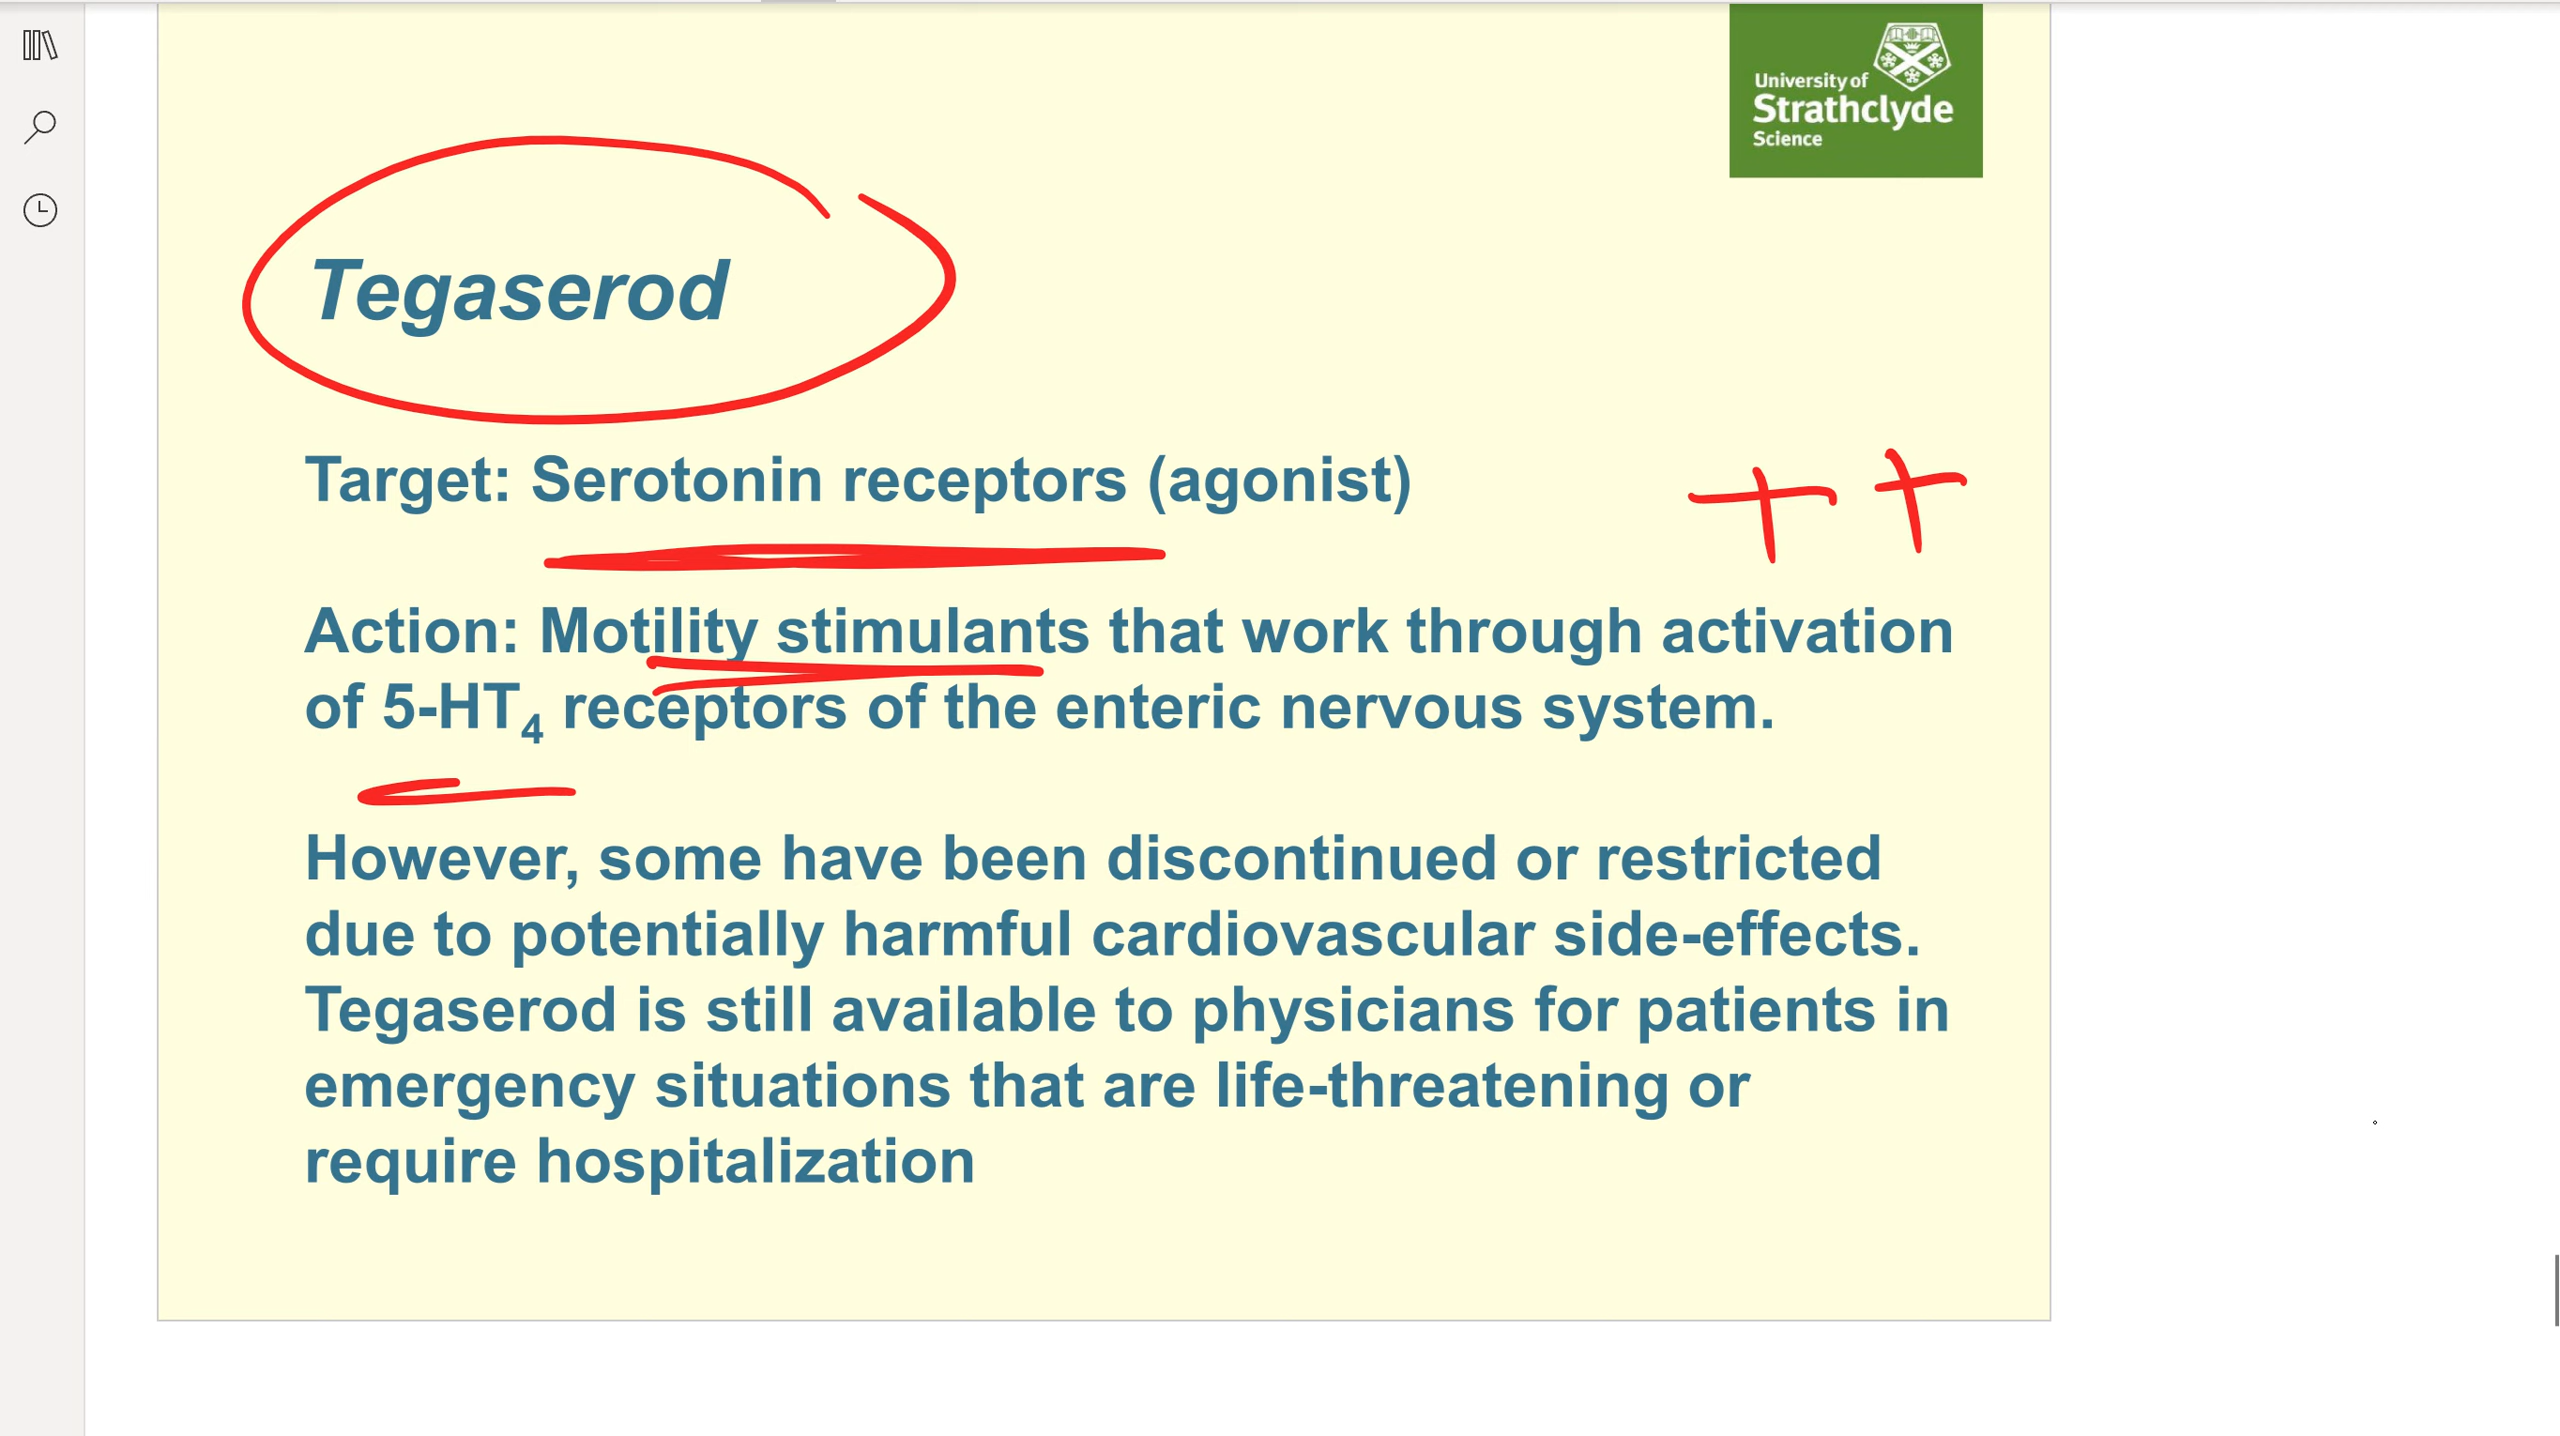 University of
Strathclyde
Science
Tegaserod
Target: Serotonin receptors (agonist)
++
Action: Motility stimulants that work through activation
of 5-HT4 receptors of the enteric nervous system.
However, some have been discontinued or restricted
due to potentially harmful cardiovascular side-effects.
Tegaserod is still available to physicians for patients in
emergency situations that are life-threatening or
require hospitalization